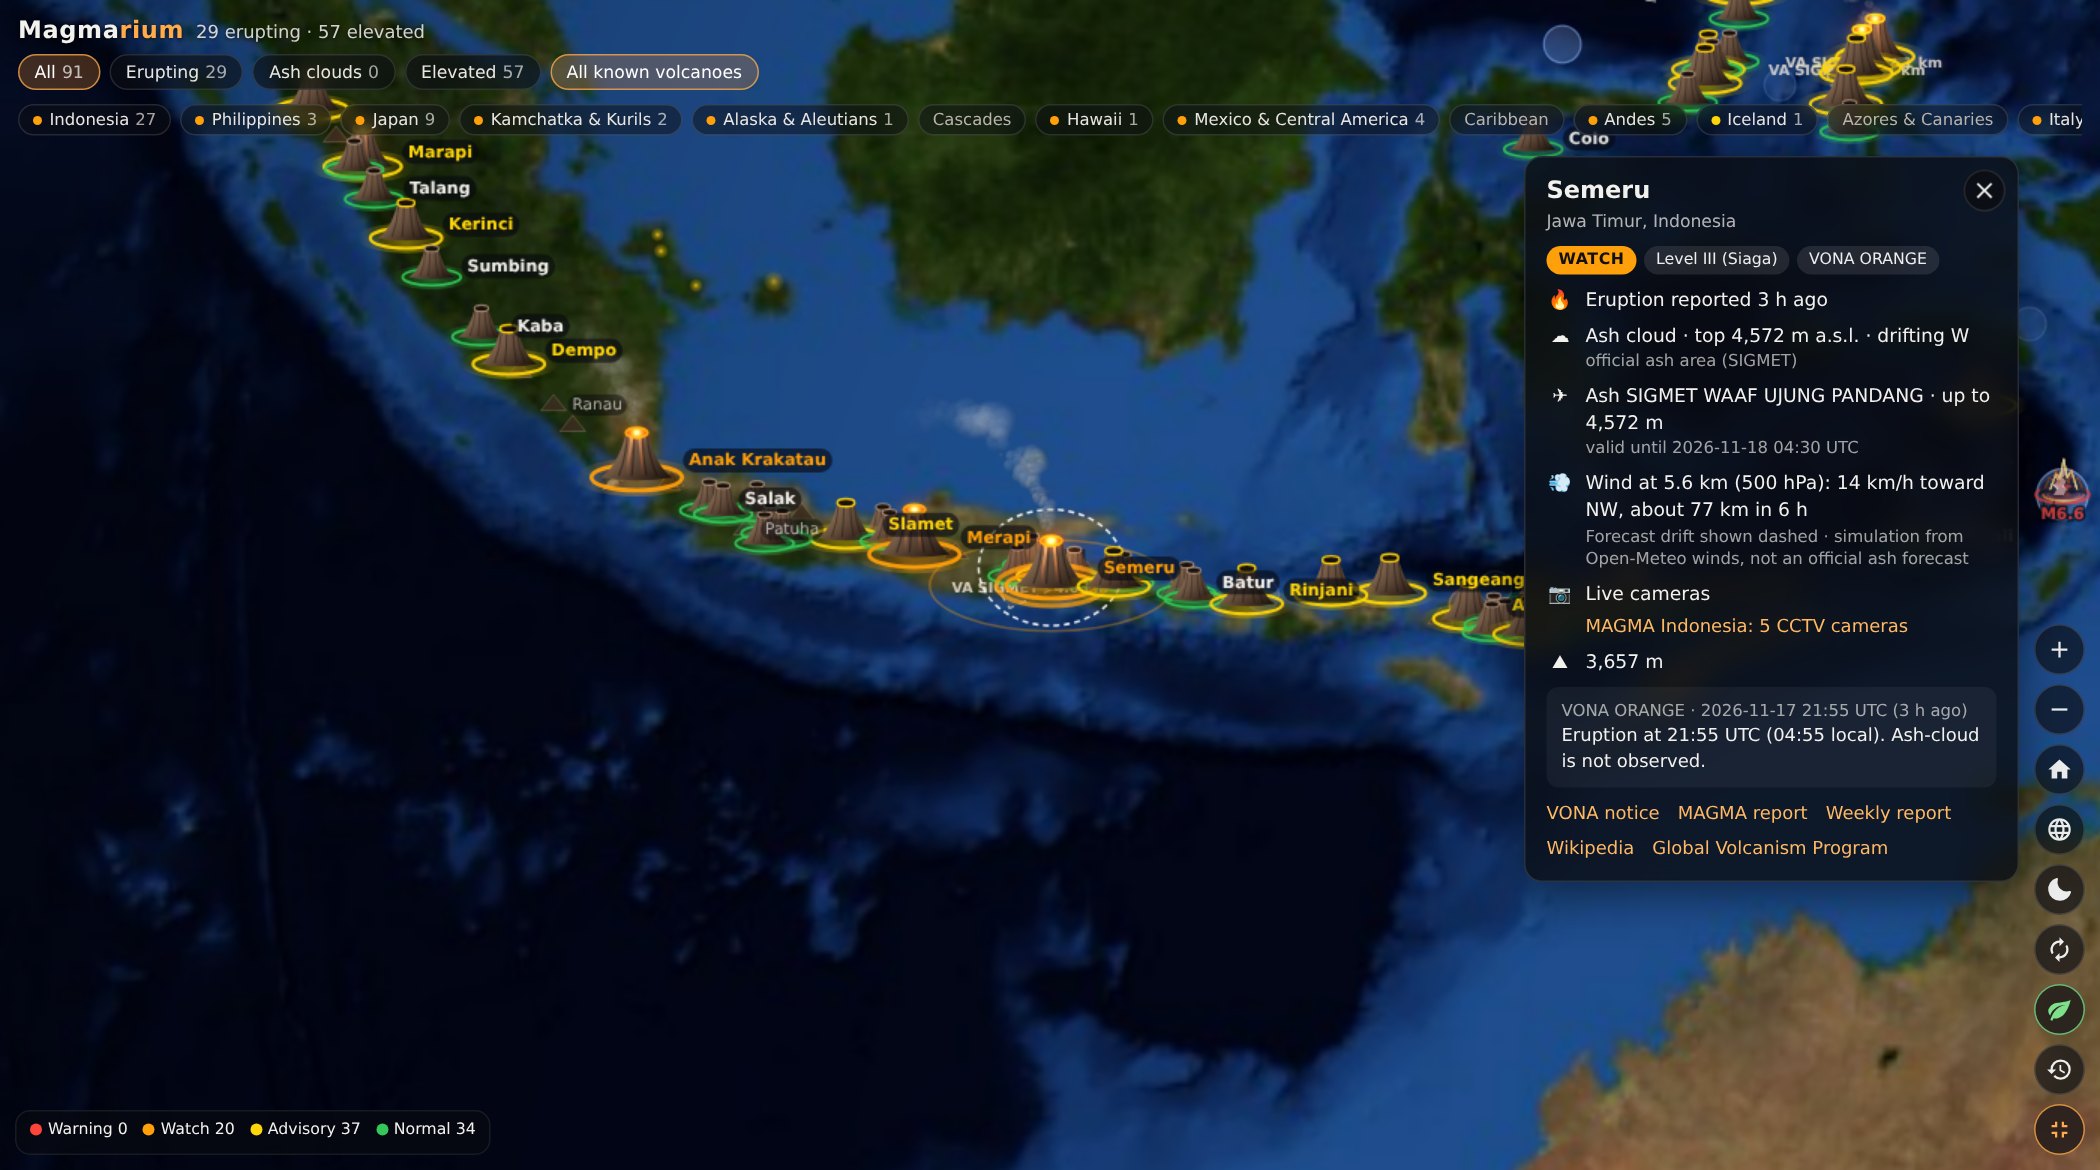 Magmarium 29 erupting · 57 elevated
All 91 Erupting 29 Ash clouds 0 Elevated 57 All known volcanoes
Indonesia 27 Philippines 3 Japan 9 Kamchatka & Kurils 2 Alaska & Aleutians 1 Cascades Hawaii 1 Mexico & Central America 4 Caribbean Andes 5 Iceland 1 Azores & Canaries Italy
km
VA SIG
km
Colo
Marapi
Talang
Kerinci
Sumbing
Kaba
Dempo
Ranau
Anak Krakatau
Salak
Patuha
Slamet
Merapi
Semeru
VA SIGMET
Batur
Rinjani
Sangeang
M6.6
Semeru
Jawa Timur, Indonesia
WATCH Level III (Siaga) VONA ORANGE
Eruption reported 3 h ago
Ash cloud · top 4,572 m a.s.l. · drifting W
official ash area (SIGMET)
Ash SIGMET WAAF UJUNG PANDANG · up to
4,572 m
valid until 2026-11-18 04:30 UTC
Wind at 5.6 km (500 hPa): 14 km/h toward
NW, about 77 km in 6 h
Forecast drift shown dashed · simulation from
Open-Meteo winds, not an official ash forecast
Live cameras
MAGMA Indonesia: 5 CCTV cameras
3,657 m
VONA ORANGE · 2026-11-17 21:55 UTC (3 h ago)
Eruption at 21:55 UTC (04:55 local). Ash-cloud
is not observed.
VONA notice MAGMA report Weekly report
Wikipedia Global Volcanism Program
Warning 0 Watch 20 Advisory 37 Normal 34